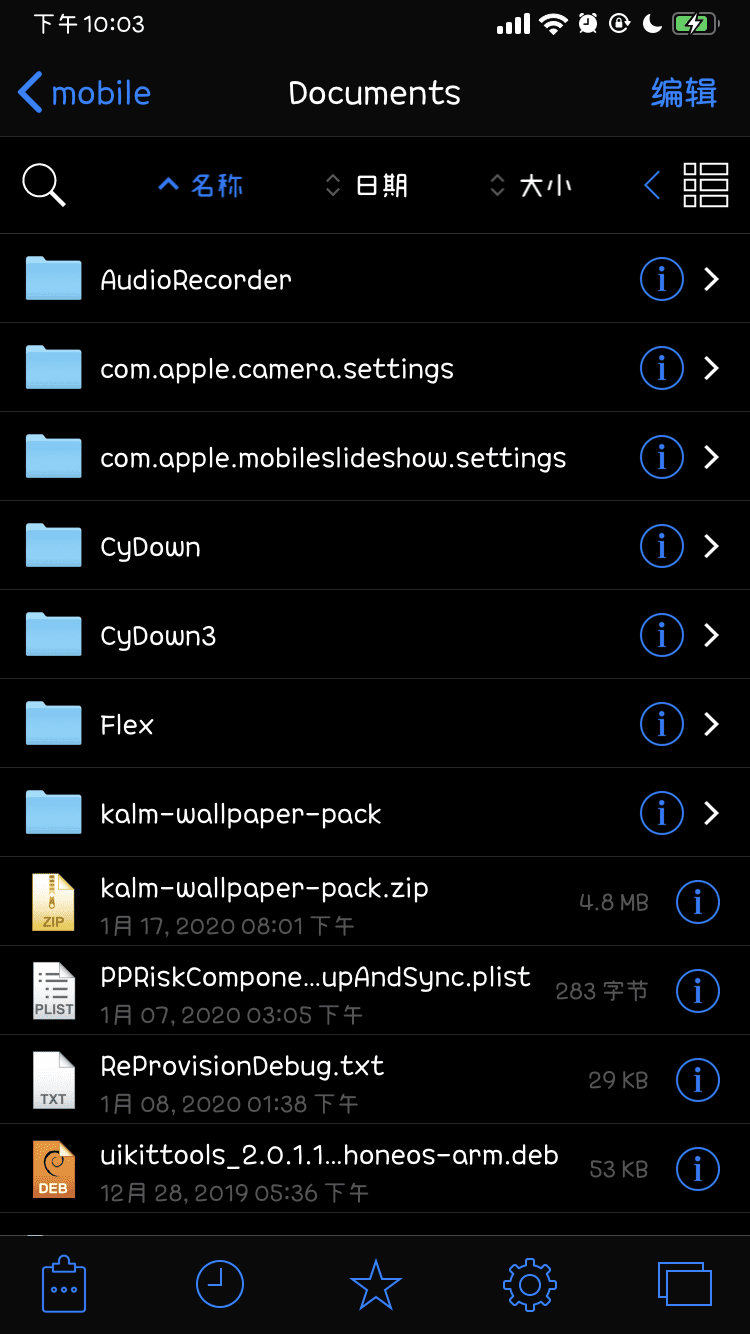 下午10:03
mobile Documents 编辑
名称 日期 大小
AudioRecorder
com.apple.camera.settings
com.apple.mobileslideshow.settings
CyDown
CyDown3
Flex
kalm-wallpaper-pack
kalm-wallpaper-pack.zip
ZIP 1月 17, 2020 08:01 下午 4.8 MB
PPRiskCompone...upAndSync.plist
PLIST 1月 07, 2020 03:05 下午 283 字节
ReProvisionDebug.txt
TXT 1月 08, 2020 01:38 下午 29 KB
uikittools_2.0.1.1...honeos-arm.deb
DEB 12月 28, 2019 05:36 下午 53 KB